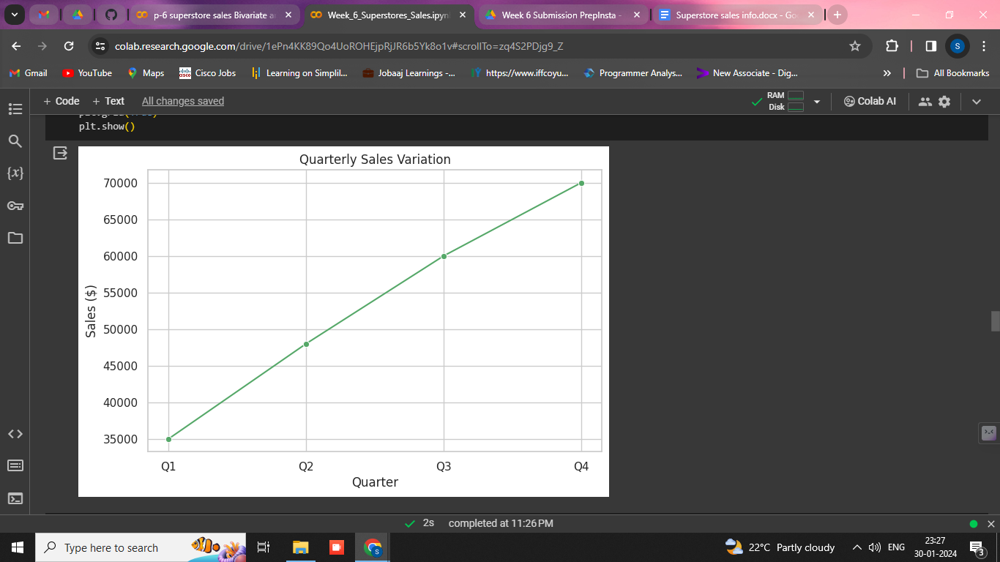 p-6 superstore sales Bivariate a
Week_6_Superstores_Sales.ipyn
Week 6 Submission PrepInsta -
Superstore sales info.docx - Go
colab.research.google.com/drive/1ePn4KK89Qo4UoROHEjpRjJR6b5Yk8o1v#scrollTo=zq4S2PDjg9_Z
S
Gmail
YouTube
Maps
Cisco Jobs
Learning on Simplil...
Jobaaj Learnings -...
https://www.iffcoyu...
Programmer Analys...
New Associate - Dig...
»
All Bookmarks
+ Code
+ Text
All changes saved
RAM
Disk
Colab AI
plt.show()
{x}
Quarterly Sales Variation
70000
65000
60000
55000
50000
45000
40000
35000
Sales ($)
Q1 Q2 Q3 Q4
Quarter
2s completed at 11:26 PM
Type here to search
22°C Partly cloudy
ENG
23:27
30-01-2024
3